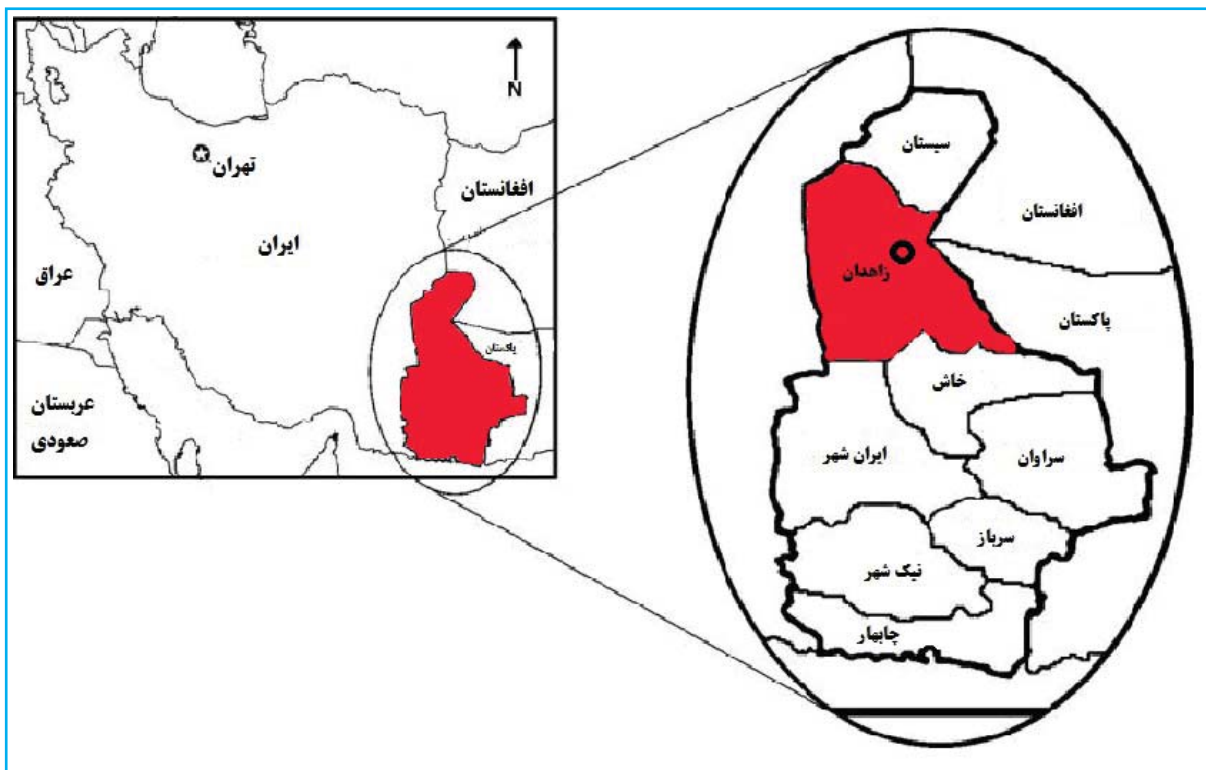 N
تهران
افغانستان
ایران
عراق
پاکستان
عربستان
صعودی
سیستان
افغانستان
زاهدان
پاکستان
خاش
ایران شهر
سراوان
سرباز
نیک شهر
چابهار